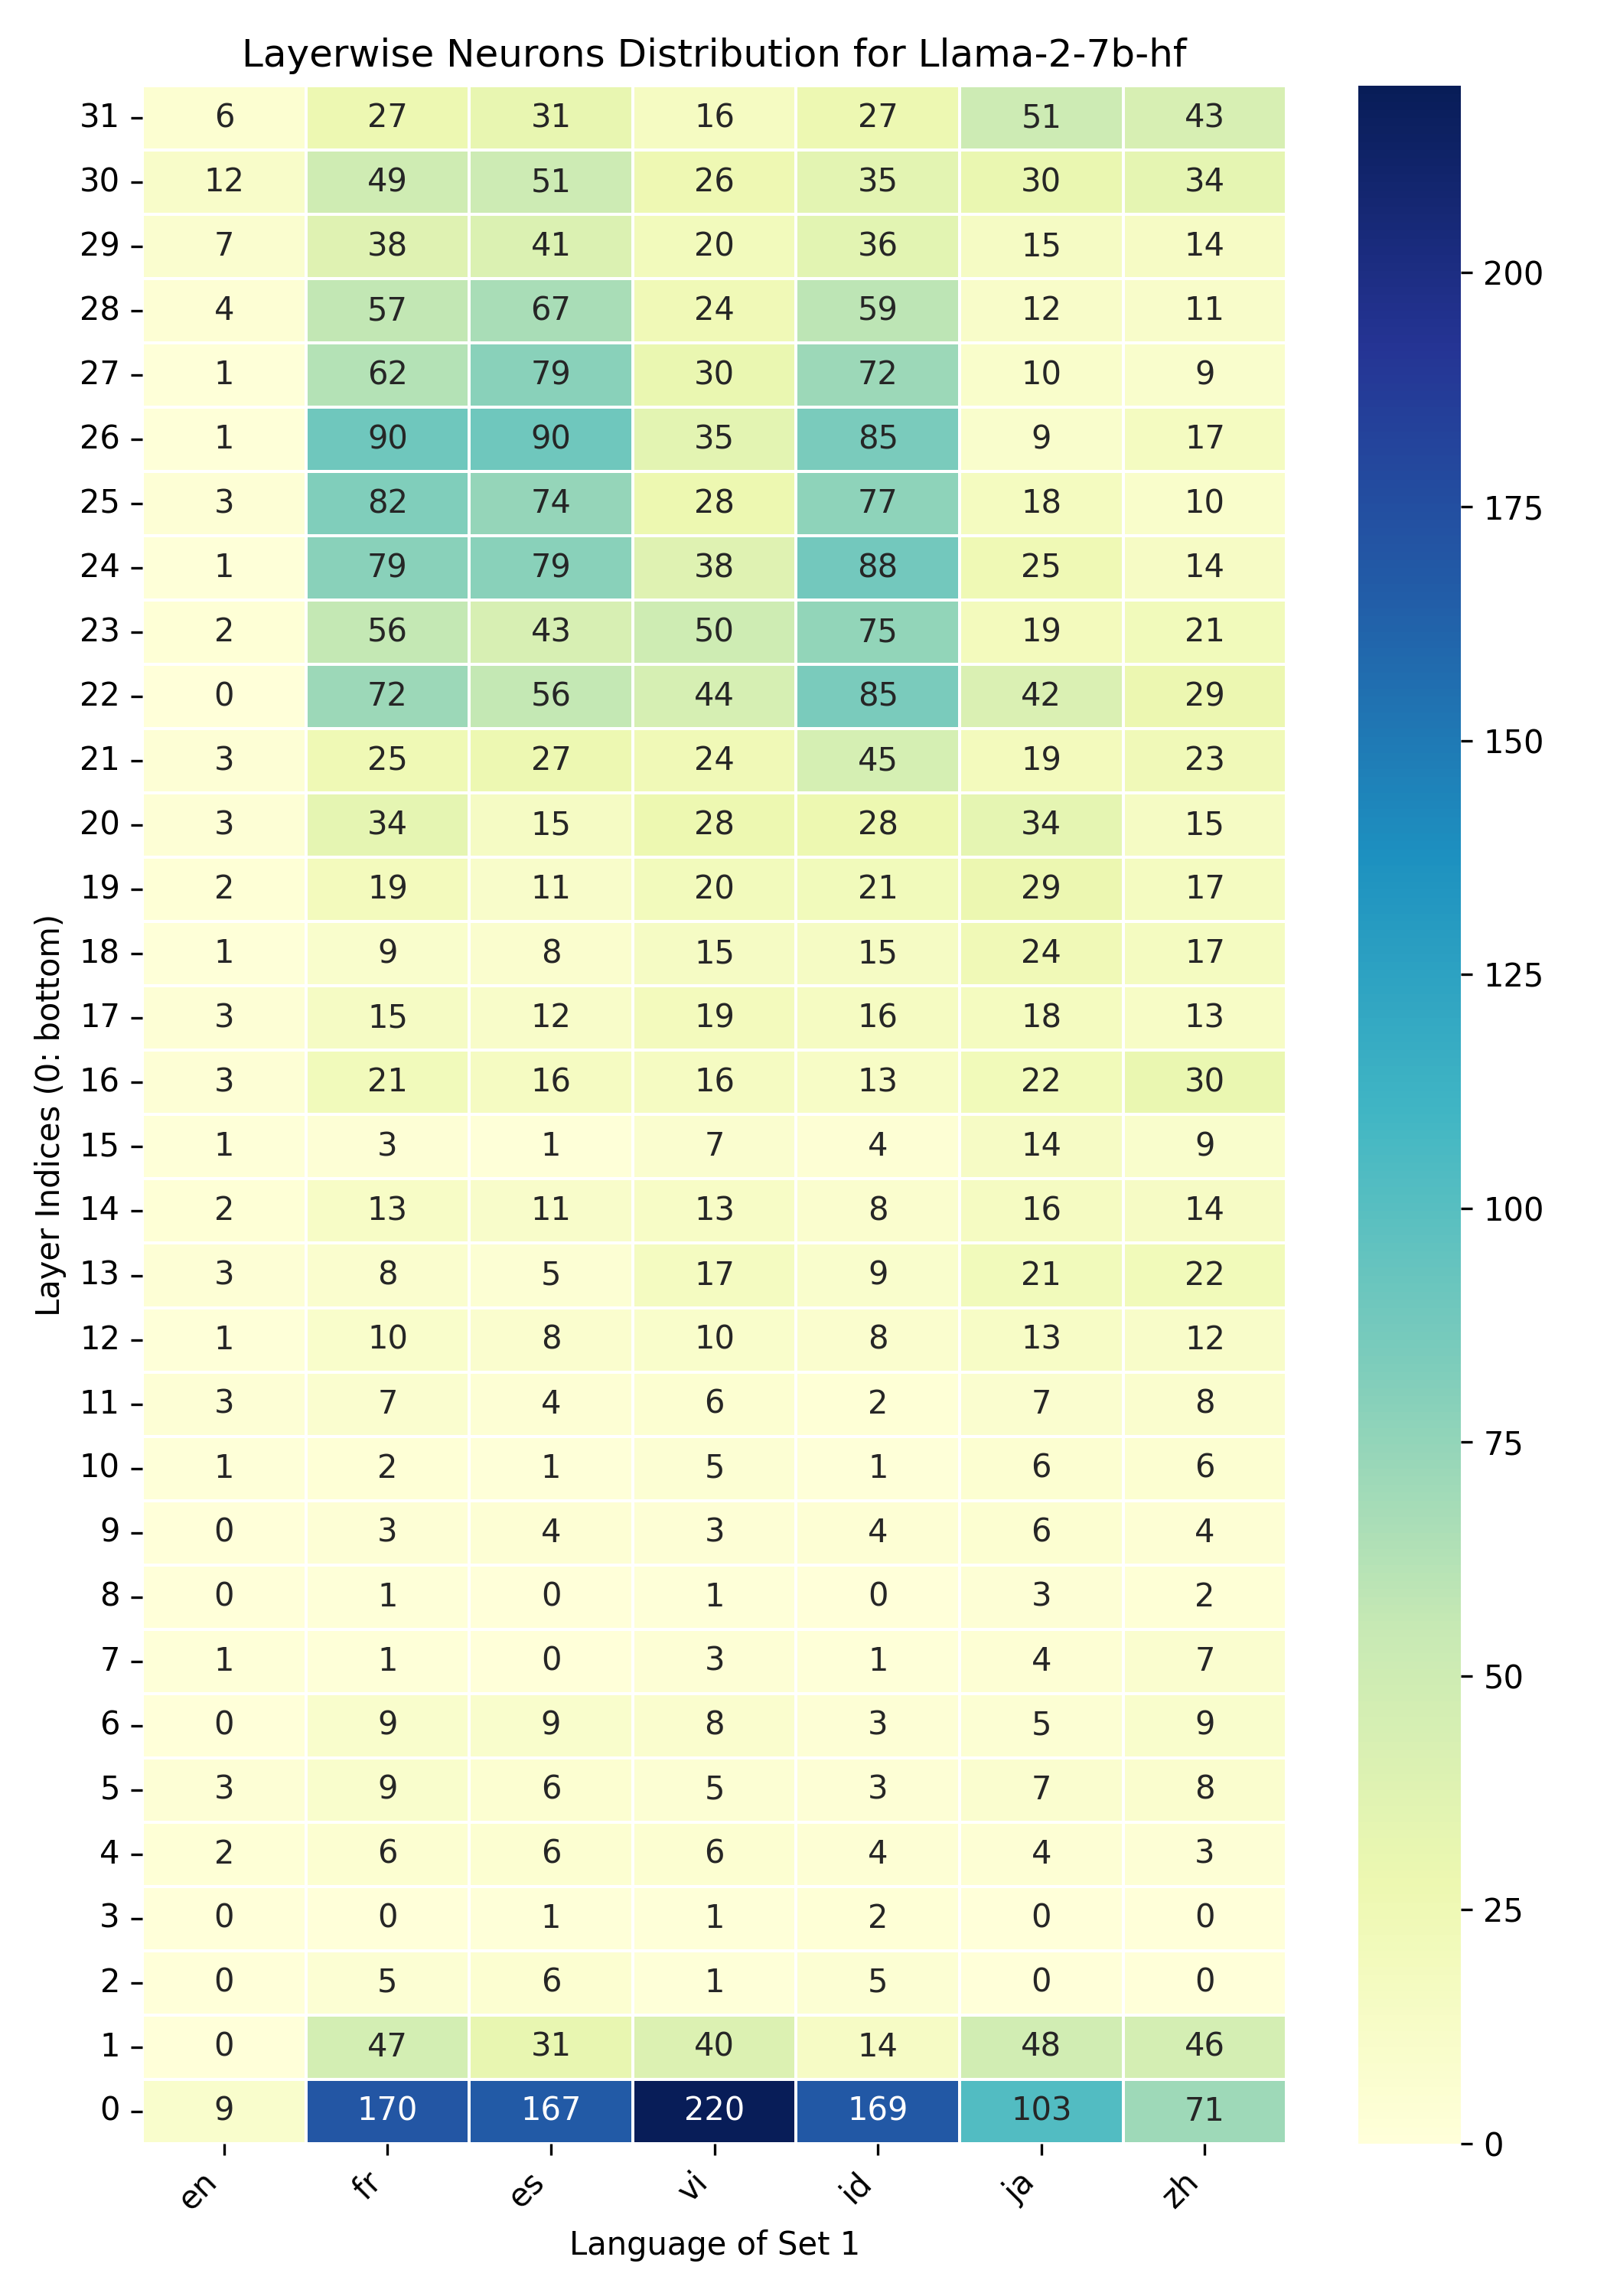 Layerwise Neurons Distribution for Llama-2-7b-hf
31 6 27 31 16 27 51 43
30 12 49 51 26 35 30 34
29 7 38 41 20 36 15 14
28 4 57 67 24 59 12 11
27 1 62 79 30 72 10 9
26 1 90 90 35 85 9 17
25 3 82 74 28 77 18 10
24 1 79 79 38 88 25 14
23 2 56 43 50 75 19 21
22 0 72 56 44 85 42 29
21 3 25 27 24 45 19 23
20 3 34 15 28 28 34 15
19 2 19 11 20 21 29 17
18 1 9 8 15 15 24 17
17 3 15 12 19 16 18 13
16 3 21 16 16 13 22 30
15 1 3 1 7 4 14 9
14 2 13 11 13 8 16 14
13 3 8 5 17 9 21 22
12 1 10 8 10 8 13 12
11 3 7 4 6 2 7 8
10 1 2 1 5 1 6 6
9 0 3 4 3 4 6 4
8 0 1 0 1 0 3 2
7 1 1 0 3 1 4 7
6 0 9 9 8 3 5 9
5 3 9 6 5 3 7 8
4 2 6 6 6 4 4 3
3 0 0 1 1 2 0 0
2 0 5 6 1 5 0 0
1 0 47 31 40 14 48 46
0 9 170 167 220 169 103 71
en fr es vi id ja zh
Language of Set 1
Layer Indices (0: bottom)
200
175
150
125
100
75
50
25
0